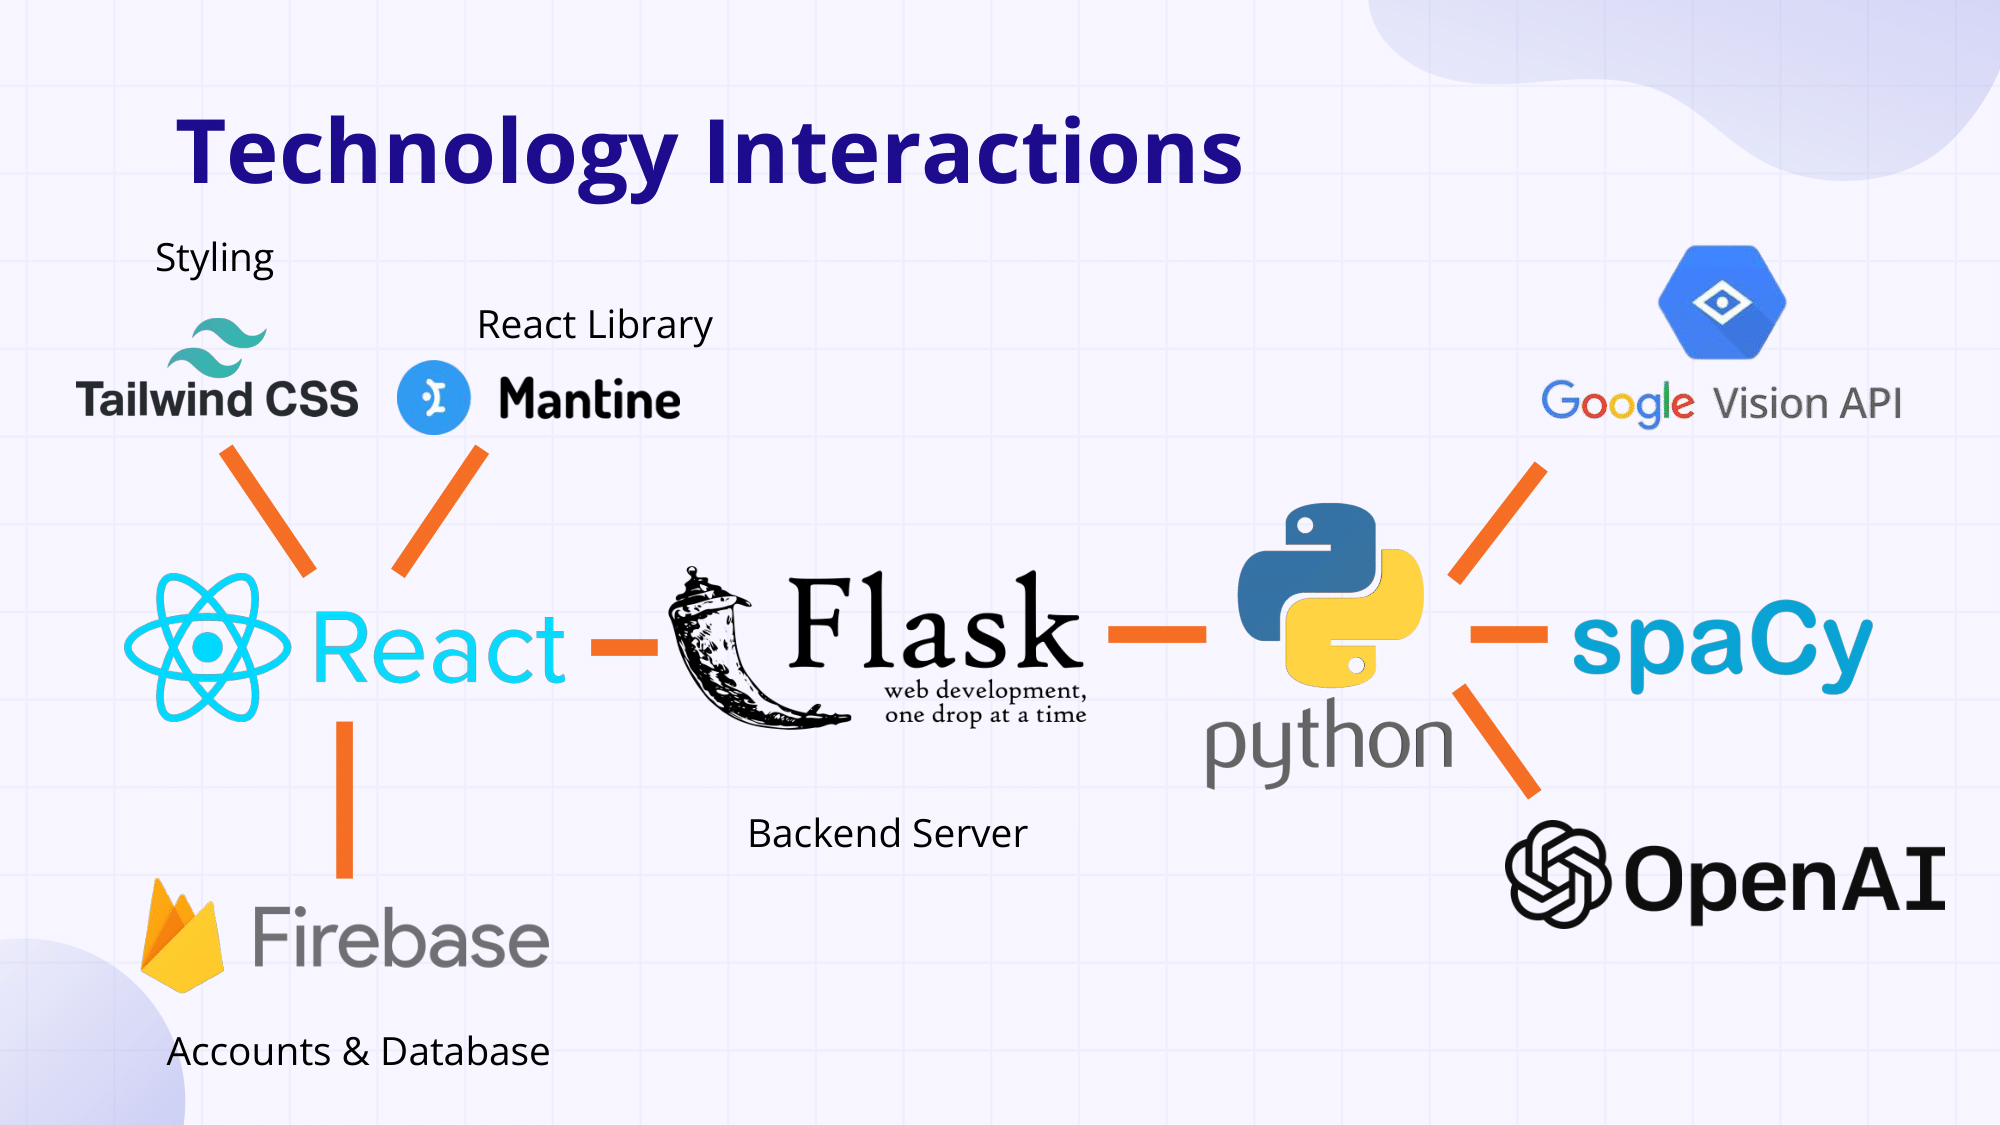 Technology Interactions
Styling
React Library
Tailwind CSS
Mantine
Google Vision API
React
Flask
web development,
one drop at a time
python
spaCy
Backend Server
OpenAI
Firebase
Accounts & Database